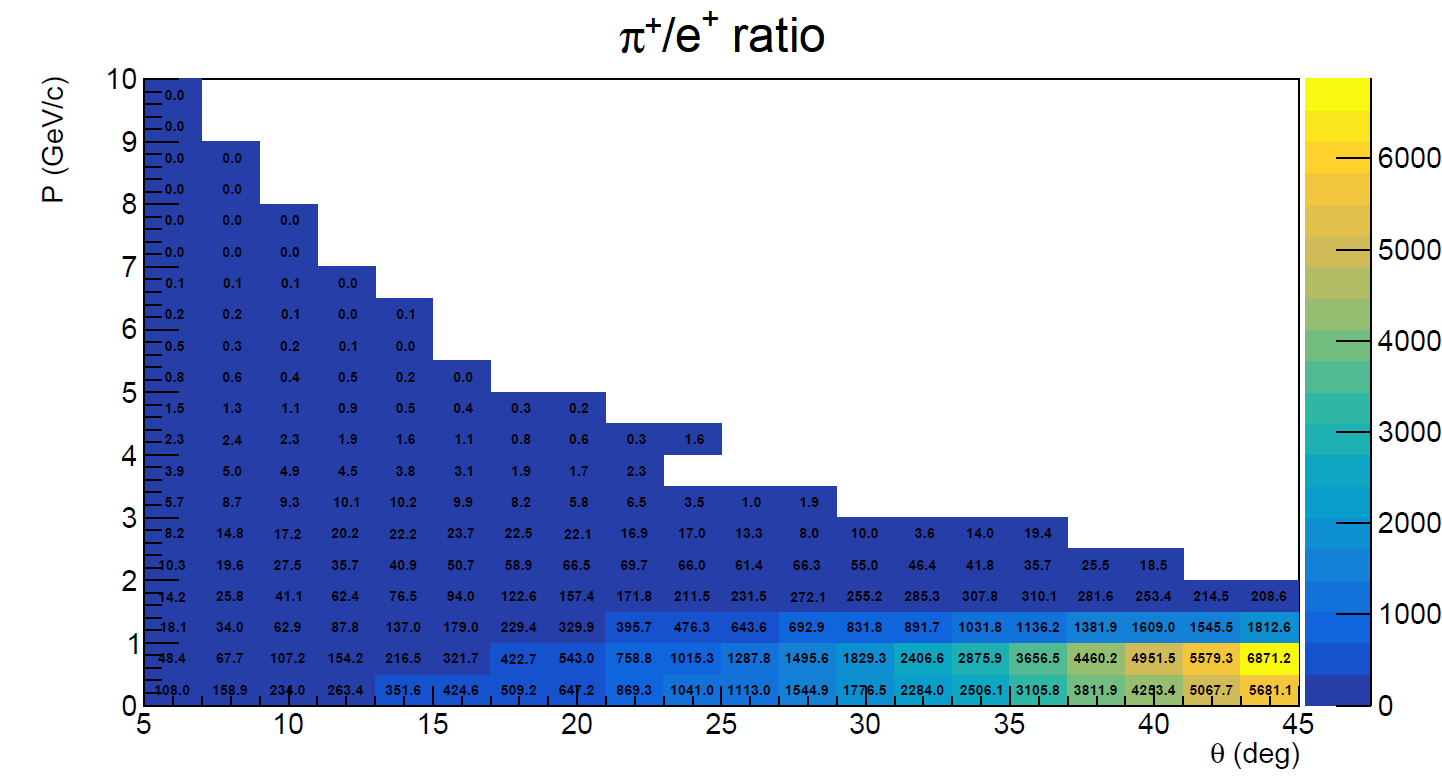 π+/e+ ratio
P (GeV/c)
10
0.0
0.0
9
0.0 0.0
0.0 0.0
8
0.0 0.0 0.0
0.0 0.0 0.0
7
0.1 0.1 0.1 0.0
0.2 0.2 0.1 0.0 0.1
6
0.5 0.3 0.2 0.1 0.0
0.8 0.6 0.4 0.5 0.2 0.0
5
1.5 1.3 1.1 0.9 0.5 0.4 0.3 0.2
2.3 2.4 2.3 1.9 1.6 1.1 0.8 0.6 0.3 1.6
4
3.9 5.0 4.9 4.5 3.8 3.1 1.9 1.7 2.3
5.7 8.7 9.3 10.1 10.2 9.9 8.2 5.8 6.5 3.5 1.0 1.9
3
8.2 14.8 17.2 20.2 22.2 23.7 22.5 22.1 16.9 17.0 13.3 8.0 10.0 3.6 14.0 19.4
10.3 19.6 27.5 35.7 40.9 50.7 58.9 66.5 69.7 66.0 61.4 66.3 55.0 46.4 41.8 35.7 25.5 18.5
2
14.2 25.8 41.1 62.4 76.5 94.0 122.6 157.4 171.8 211.5 231.5 272.1 255.2 285.3 307.8 310.1 281.6 253.4 214.5 208.6
18.1 34.0 62.9 87.8 137.0 179.0 229.4 329.9 395.7 476.3 643.6 692.9 831.8 891.7 1031.8 1136.2 1381.9 1609.0 1545.5 1812.6
1
48.4 67.7 107.2 154.2 216.5 321.7 422.7 543.0 758.8 1015.3 1287.8 1495.6 1829.3 2406.6 2875.9 3656.5 4460.2 4951.5 5579.3 6871.2
108.0 158.9 234.0 263.4 351.6 424.6 509.2 647.2 869.3 1041.0 1113.0 1544.9 1776.5 2284.0 2506.1 3105.8 3811.9 4253.4 5067.7 5681.1
0
5 10 15 20 25 30 35 40 45
θ (deg)
6000
5000
4000
3000
2000
1000
0